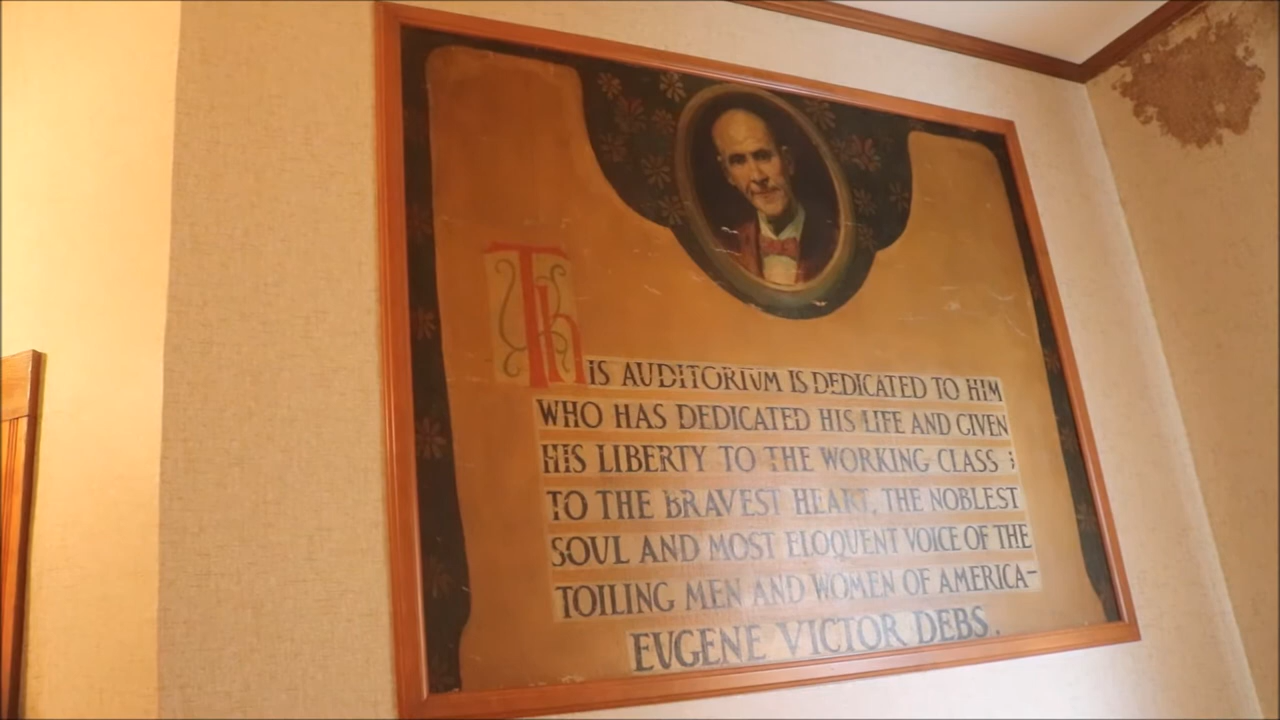 THIS AUDITORIUM IS DEDICATED TO HIM
WHO HAS DEDICATED HIS LIFE AND GIVEN
HIS LIBERTY TO THE WORKING CLASS ;
TO THE BRAVEST HEART, THE NOBLEST
SOUL AND MOST ELOQUENT VOICE OF THE
TOILING MEN AND WOMEN OF AMERICA–
EUGENE VICTOR DEBS.